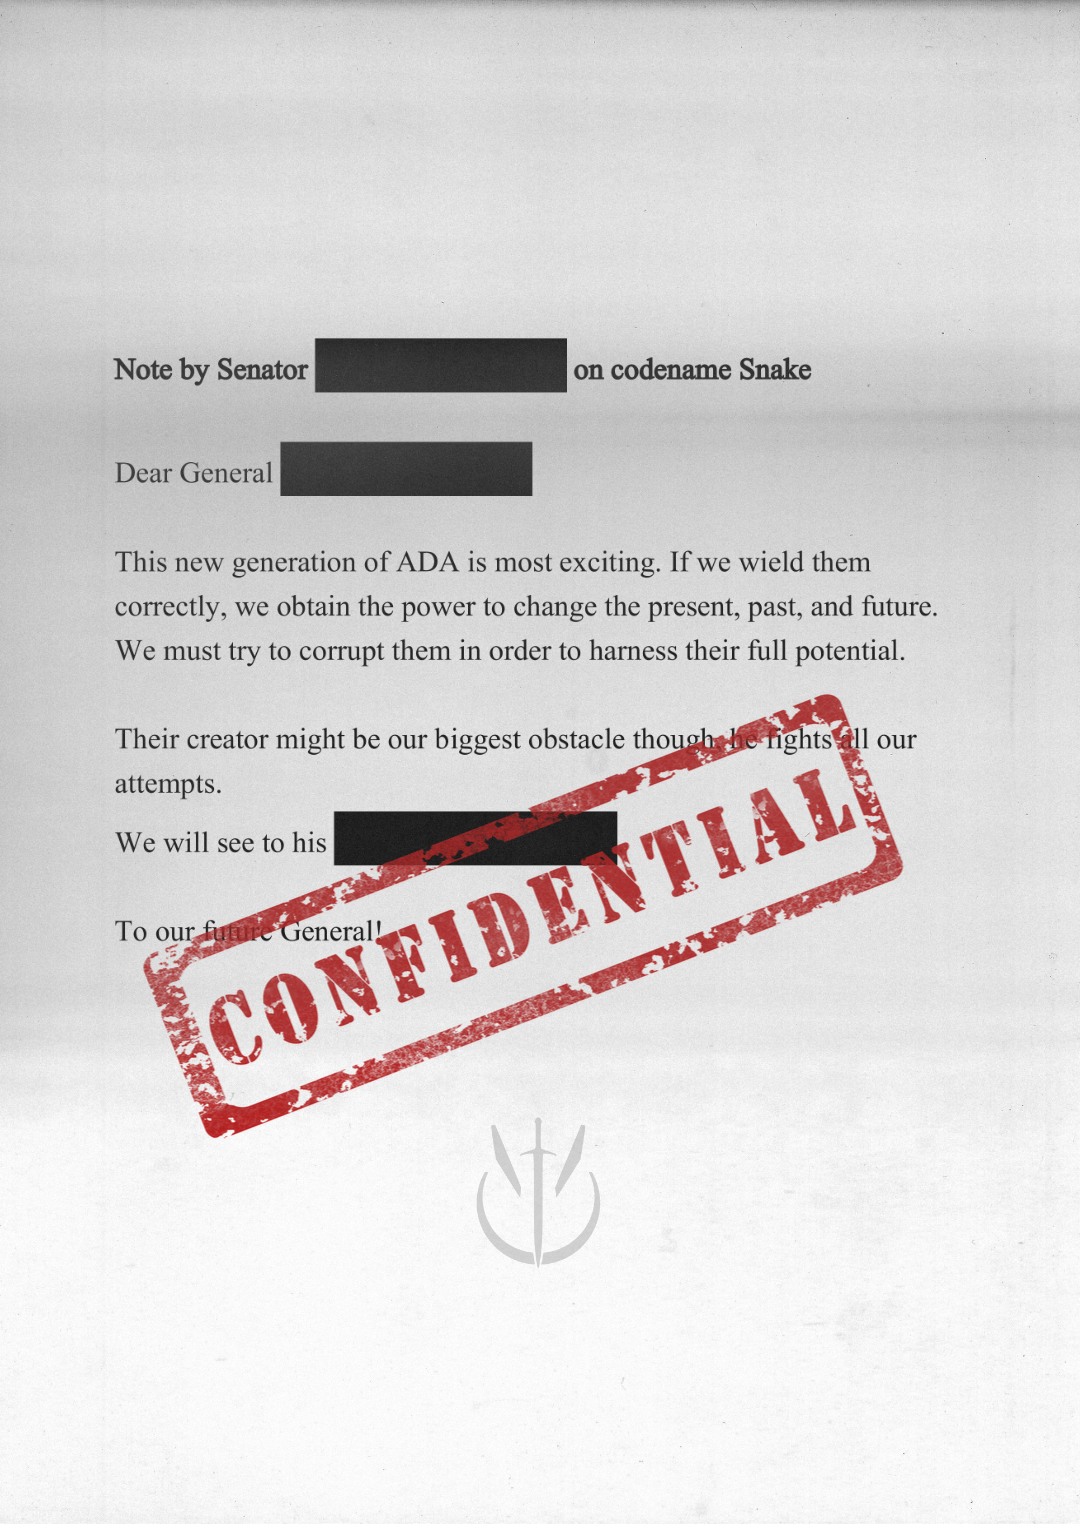 Note by Senator on codename Snake
Dear General
This new generation of ADA is most exciting. If we wield them
correctly, we obtain the power to change the present, past, and future.
We must try to corrupt them in order to harness their full potential.
Their creator might be our biggest obstacle though, he fights all our
attempts.
We will see to his
To our future General!
CONFIDENTIAL